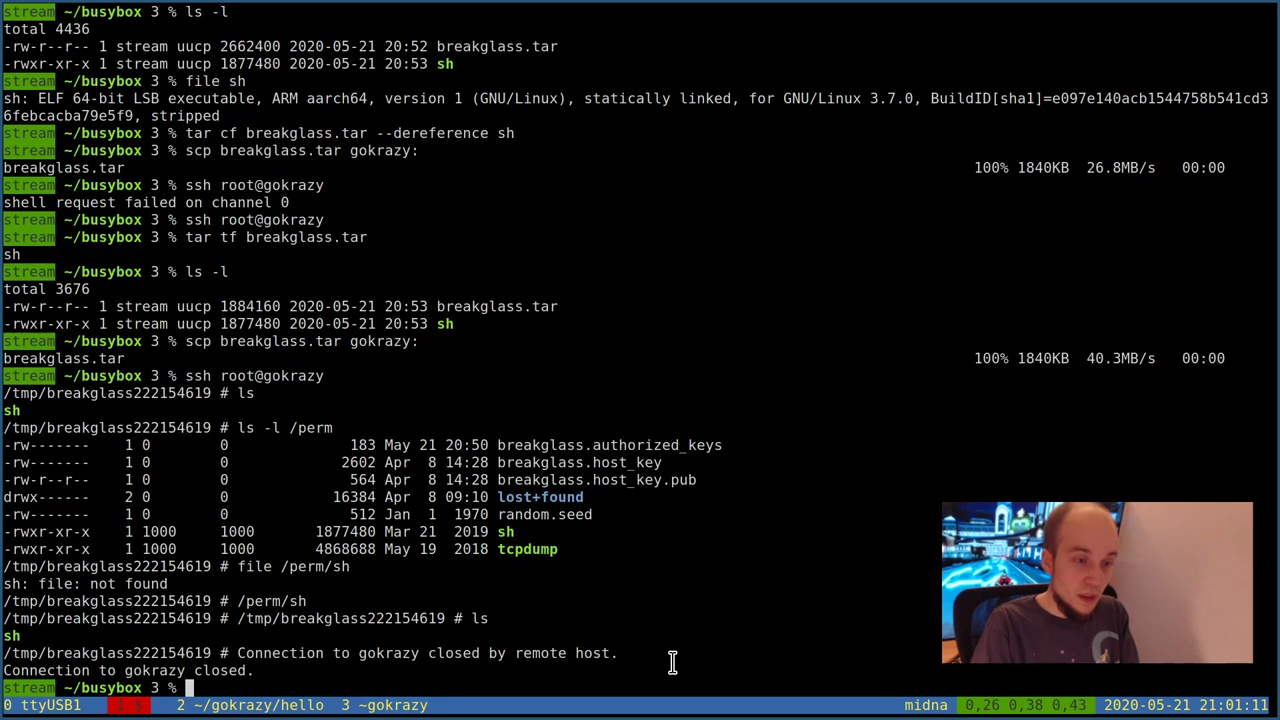 stream ~/busybox 3 % ls -l
total 4436
-rw-r--r-- 1 stream uucp 2662400 2020-05-21 20:52 breakglass.tar
-rwxr-xr-x 1 stream uucp 1877480 2020-05-21 20:53 sh
stream ~/busybox 3 % file sh
sh: ELF 64-bit LSB executable, ARM aarch64, version 1 (GNU/Linux), statically linked, for GNU/Linux 3.7.0, BuildID[sha1]=e097e140acb1544758b541cd3
6febcacba79e5f9, stripped
stream ~/busybox 3 % tar cf breakglass.tar --dereference sh
stream ~/busybox 3 % scp breakglass.tar gokrazy:
breakglass.tar 100% 1840KB 26.8MB/s 00:00
stream ~/busybox 3 % ssh root@gokrazy
shell request failed on channel 0
stream ~/busybox 3 % ssh root@gokrazy
stream ~/busybox 3 % tar tf breakglass.tar
sh
stream ~/busybox 3 % ls -l
total 3676
-rw-r--r-- 1 stream uucp 1884160 2020-05-21 20:53 breakglass.tar
-rwxr-xr-x 1 stream uucp 1877480 2020-05-21 20:53 sh
stream ~/busybox 3 % scp breakglass.tar gokrazy:
breakglass.tar 100% 1840KB 40.3MB/s 00:00
stream ~/busybox 3 % ssh root@gokrazy
/tmp/breakglass222154619 # ls
sh
/tmp/breakglass222154619 # ls -l /perm
-rw------- 1 0 0 183 May 21 20:50 breakglass.authorized_keys
-rw------- 1 0 0 2602 Apr 8 14:28 breakglass.host_key
-rw-r--r-- 1 0 0 564 Apr 8 14:28 breakglass.host_key.pub
drwx------ 2 0 0 16384 Apr 8 09:10 lost+found
-rw------- 1 0 0 512 Jan 1 1970 random.seed
-rwxr-xr-x 1 1000 1000 1877480 Mar 21 2019 sh
-rwxr-xr-x 1 1000 1000 4868688 May 19 2018 tcpdump
/tmp/breakglass222154619 # file /perm/sh
sh: file: not found
/tmp/breakglass222154619 # /perm/sh
/tmp/breakglass222154619 # /tmp/breakglass222154619 # ls
sh
/tmp/breakglass222154619 # Connection to gokrazy closed by remote host.
Connection to gokrazy closed.
stream ~/busybox 3 %
0 ttyUSB1 1 $ 2 ~/gokrazy/hello 3 ~gokrazy midna 0,26 0,38 0,43 2020-05-21 21:01:11